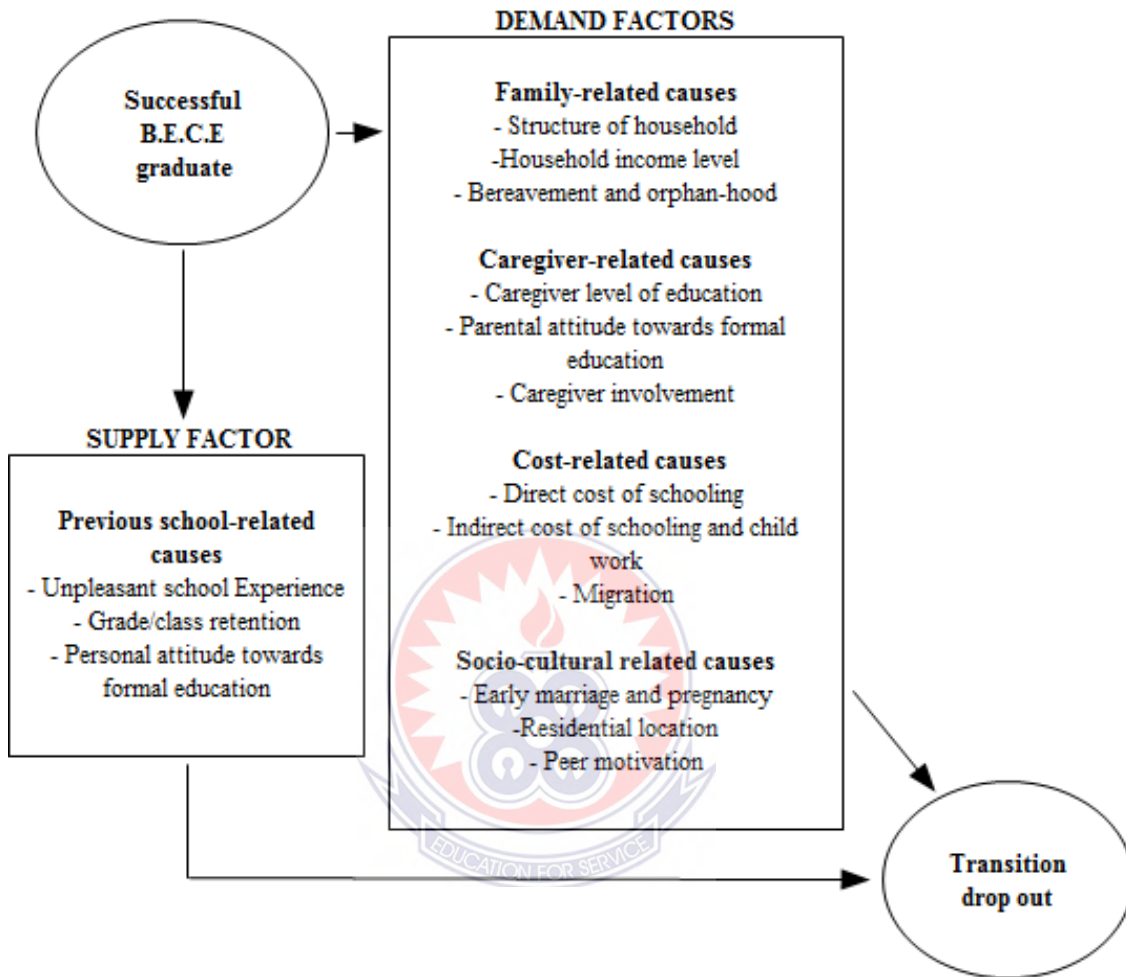 DEMAND FACTORS
Successful
B.E.C.E
graduate
Family-related causes
- Structure of household
-Household income level
- Bereavement and orphan-hood
Caregiver-related causes
- Caregiver level of education
- Parental attitude towards formal
education
- Caregiver involvement
Cost-related causes
- Direct cost of schooling
- Indirect cost of schooling and child
work
- Migration
Socio-cultural related causes
- Early marriage and pregnancy
-Residential location
- Peer motivation
SUPPLY FACTOR
Previous school-related
causes
- Unpleasant school Experience
- Grade/class retention
- Personal attitude towards
formal education
EDUCATION FOR SERVICE
Transition
drop out